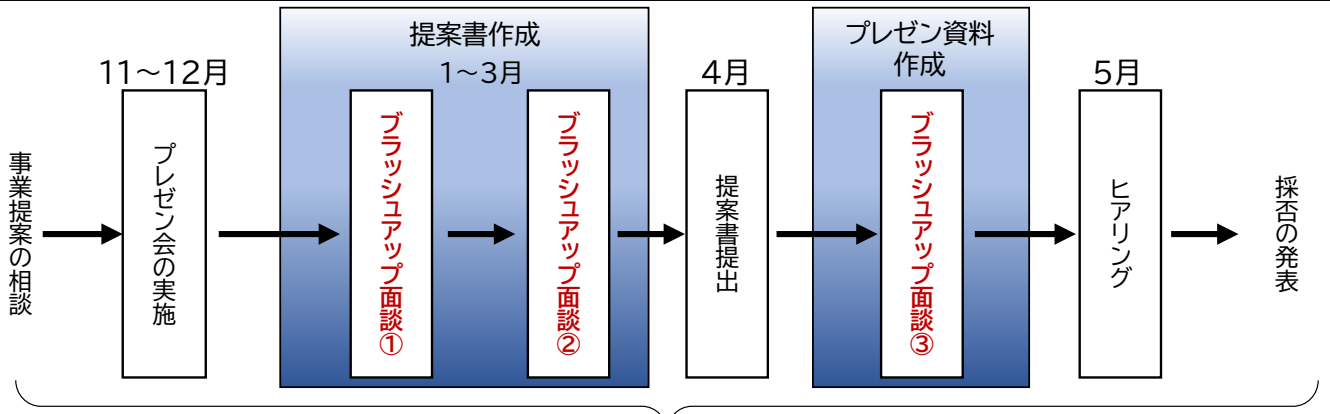 事業提案の相談
11～12月
プレゼン会の実施
提案書作成
1～3月
ブラッシュアップ面談①
ブラッシュアップ面談②
4月
提案書提出
プレゼン資料
作成
ブラッシュアップ面談③
5月
ヒアリング
採否の発表